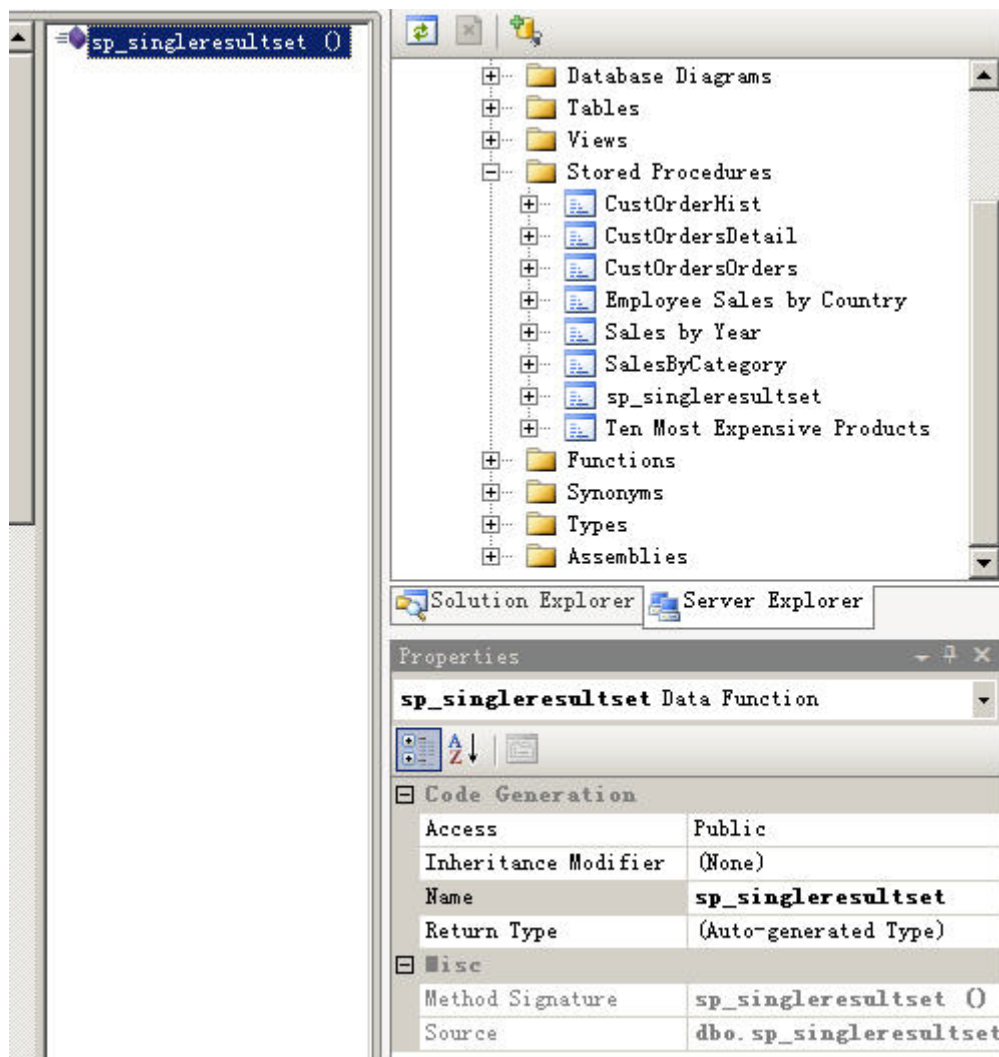 sp_singleresultset ()
Database Diagrams
Tables
Views
Stored Procedures
CustOrderHist
CustOrdersDetail
CustOrdersOrders
Employee Sales by Country
Sales by Year
SalesByCategory
sp_singleresultset
Ten Most Expensive Products
Functions
Synonyms
Types
Assemblies
Solution Explorer Server Explorer
Properties
sp_singleresultset Data Function
Code Generation
Access Public
Inheritance Modifier (None)
Name sp_singleresultset
Return Type (Auto-generated Type)
Misc
Method Signature sp_singleresultset ()
Source dbo.sp_singleresultset